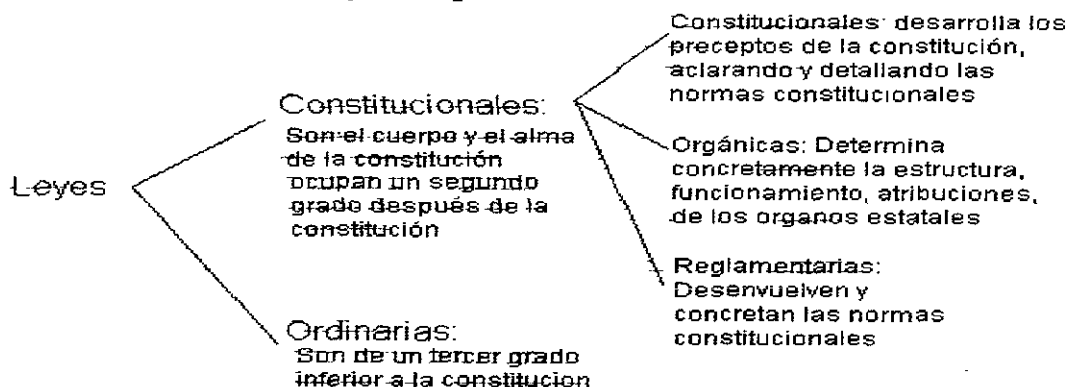 Leyes
Constitucionales:
Son el cuerpo y el alma
de la constitución
ocupan un segundo
grado después de la
constitución
Constitucionales: desarrolla los
preceptos de la constitución,
aclarando y detallando las
normas constitucionales
Orgánicas: Determina
concretamente la estructura,
funcionamiento, atribuciones,
de los organos estatales
Reglamentarias:
Desenvuelven y
concretan las normas
constitucionales
Ordinarias:
Son de un tercer grado
inferior a la constitucion